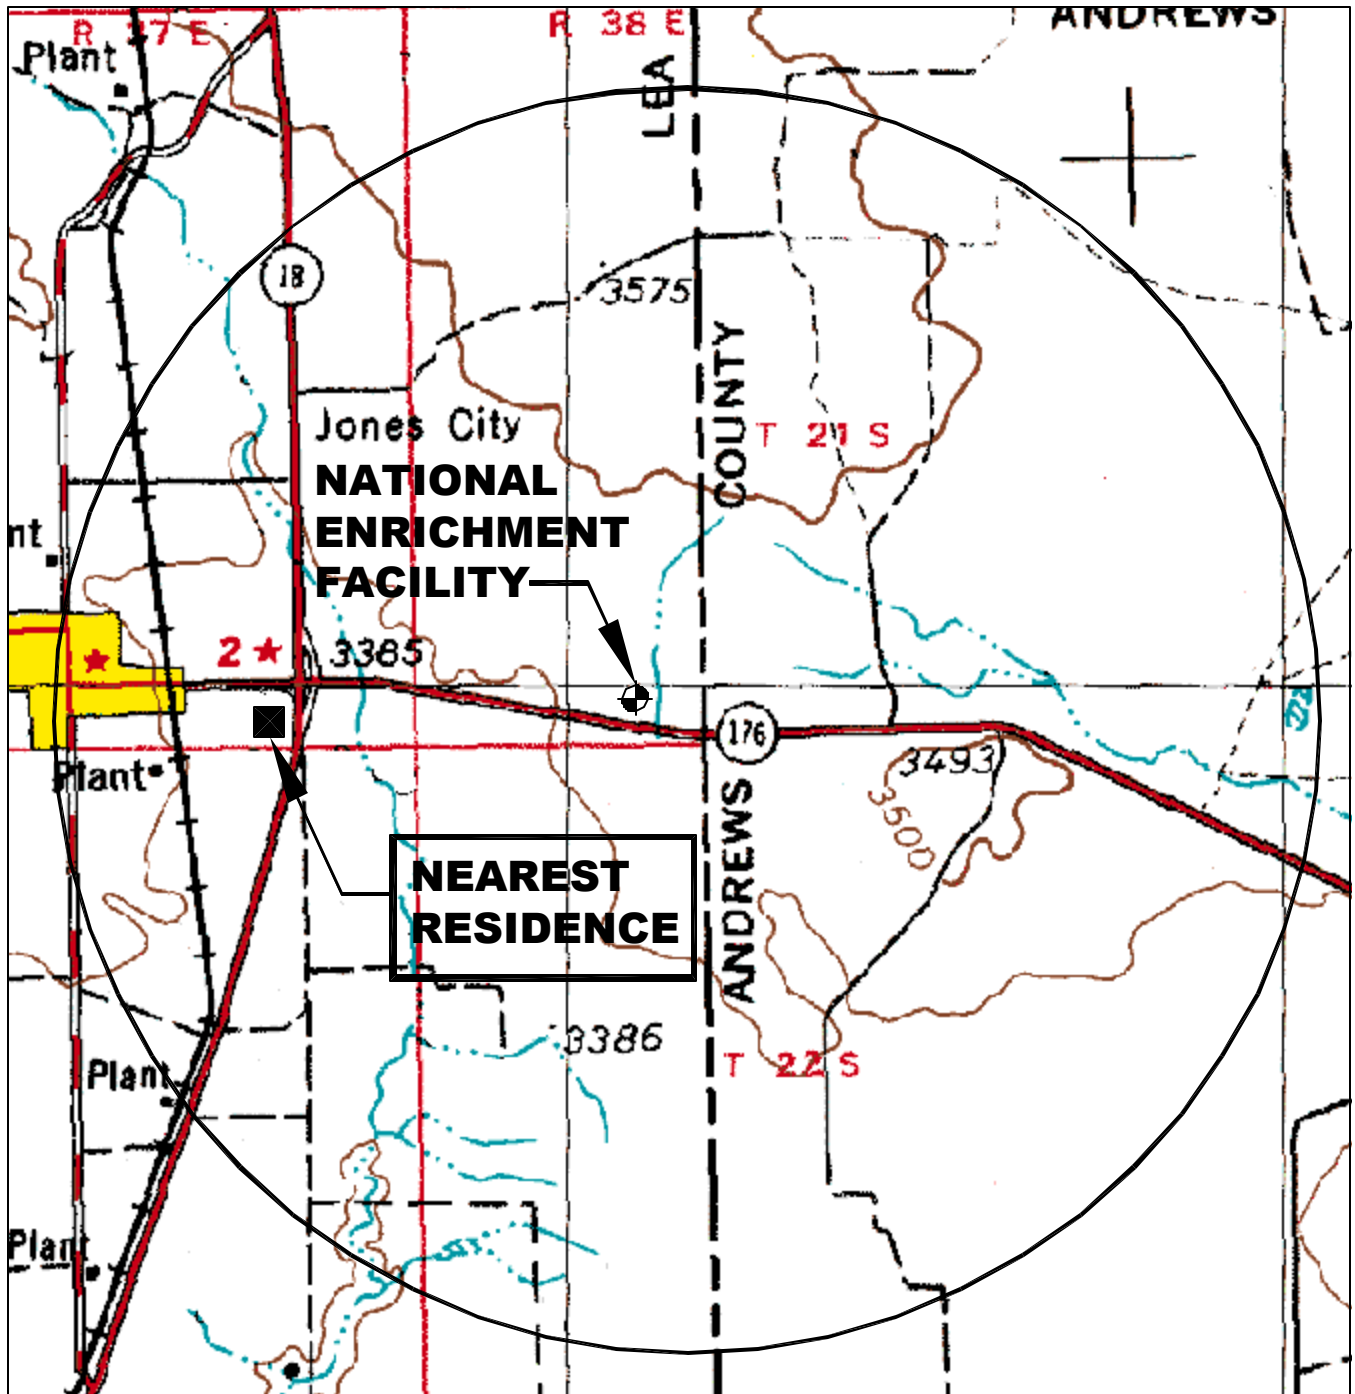 R 37 E
R 38 E
ANDREWS
Plant
LEA
18
3575
COUNTY
Jones City
T 21 S
NATIONAL
ENRICHMENT
FACILITY
nt
2
3385
176
3493
Plant
3500
ANDREWS
NEAREST
RESIDENCE
3386
T 22 S
Plant
Plant